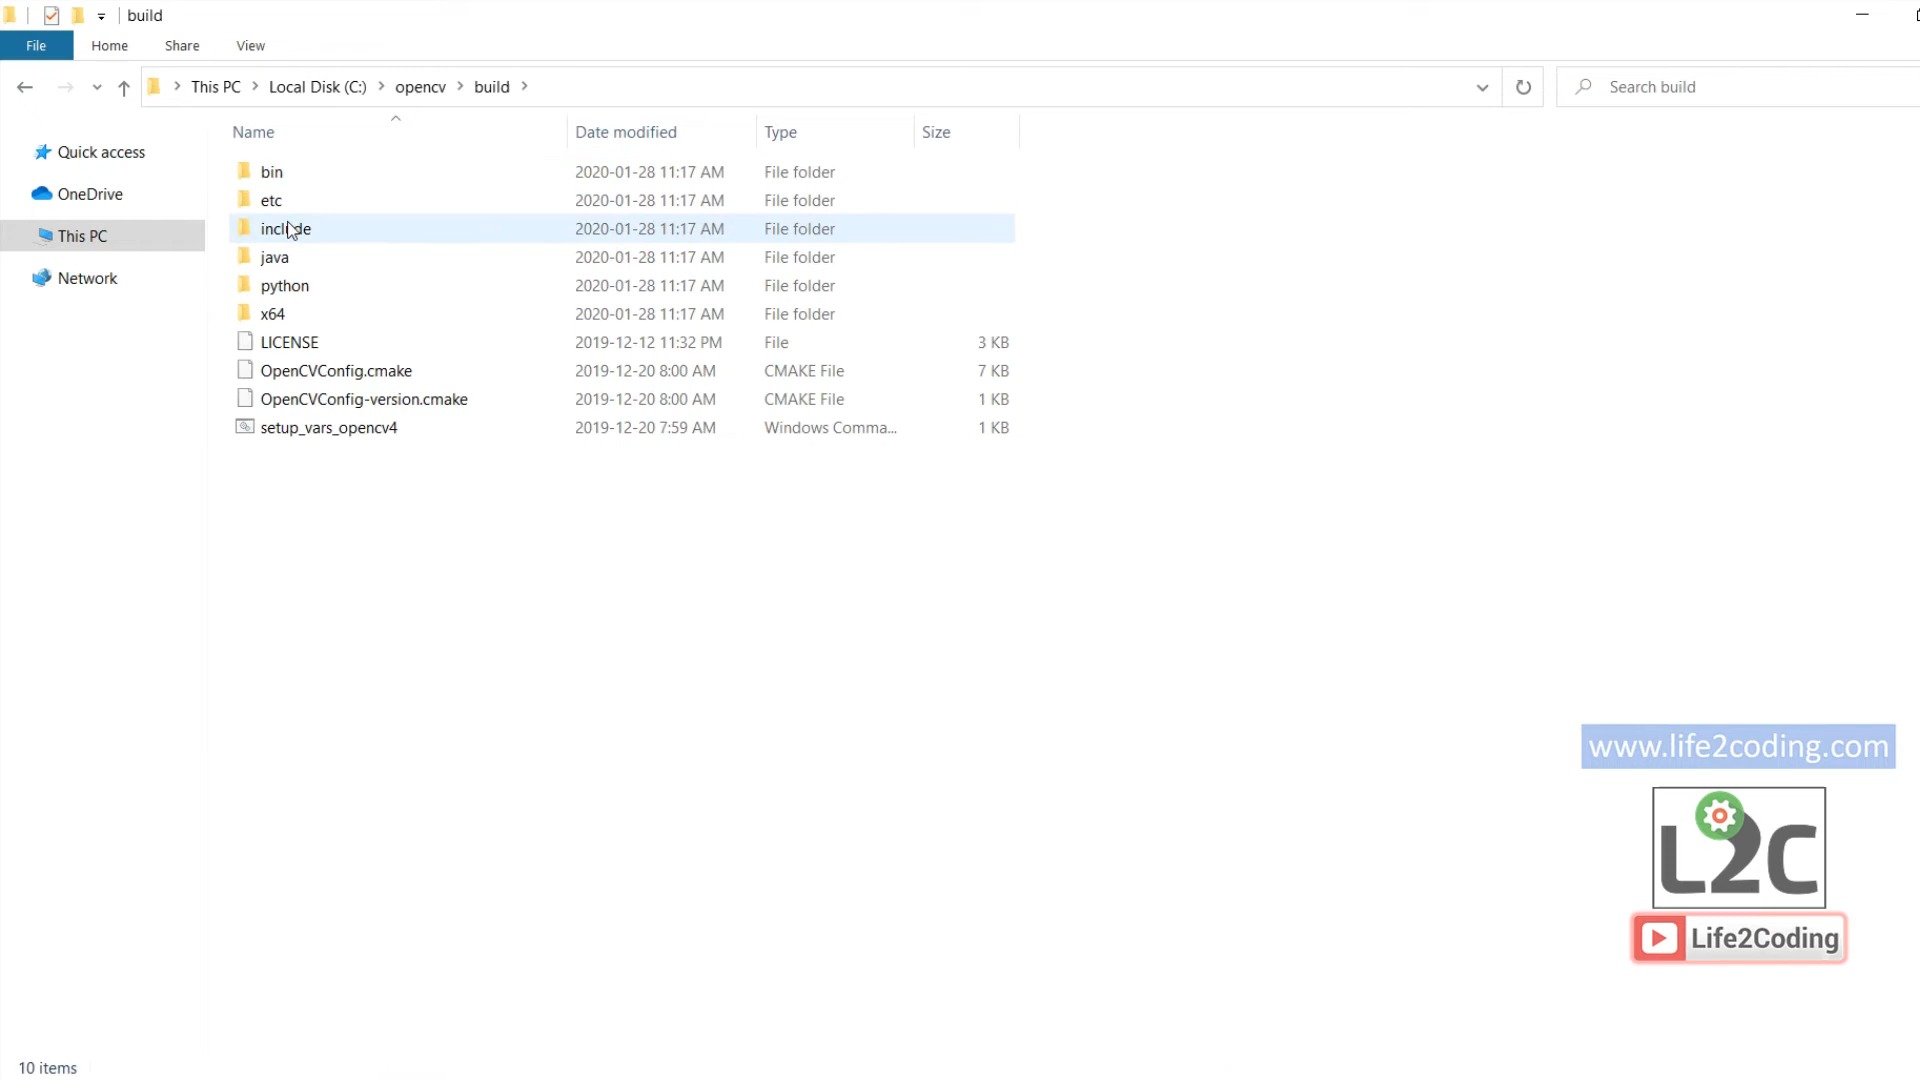 build
File Home Share View
This PC Local Disk (C:) opencv build Search build
Name Date modified Type Size
Quick access
OneDrive
This PC
Network
bin 2020-01-28 11:17 AM File folder
etc 2020-01-28 11:17 AM File folder
include 2020-01-28 11:17 AM File folder
java 2020-01-28 11:17 AM File folder
python 2020-01-28 11:17 AM File folder
x64 2020-01-28 11:17 AM File folder
LICENSE 2019-12-12 11:32 PM File 3 KB
OpenCVConfig.cmake 2019-12-20 8:00 AM CMAKE File 7 KB
OpenCVConfig-version.cmake 2019-12-20 8:00 AM CMAKE File 1 KB
setup_vars_opencv4 2019-12-20 7:59 AM Windows Comma... 1 KB
www.life2coding.com
L2C
Life2Coding
10 items